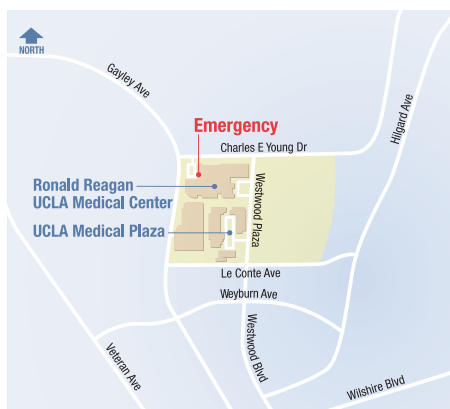 NORTH
Gayley Ave
Hilgard Ave
Emergency
Charles E Young Dr
Ronald Reagan
UCLA Medical Center
Westwood Plaza
UCLA Medical Plaza
Le Conte Ave
Weyburn Ave
Westwood Blvd
Veteran Ave
Wilshire Blvd